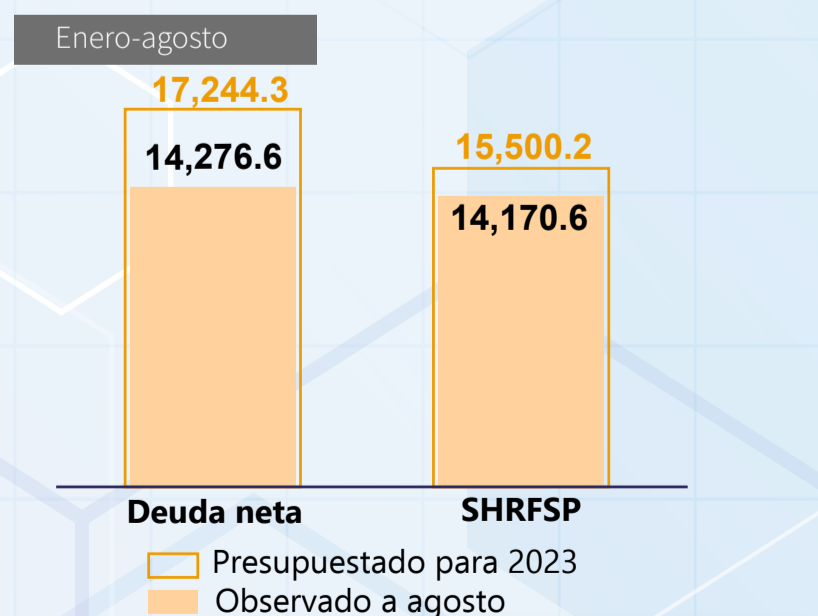 Enero-agosto
17,244.3
14,276.6
15,500.2
14,170.6
Deuda neta
SHRFSP
Presupuestado para 2023
Observado a agosto